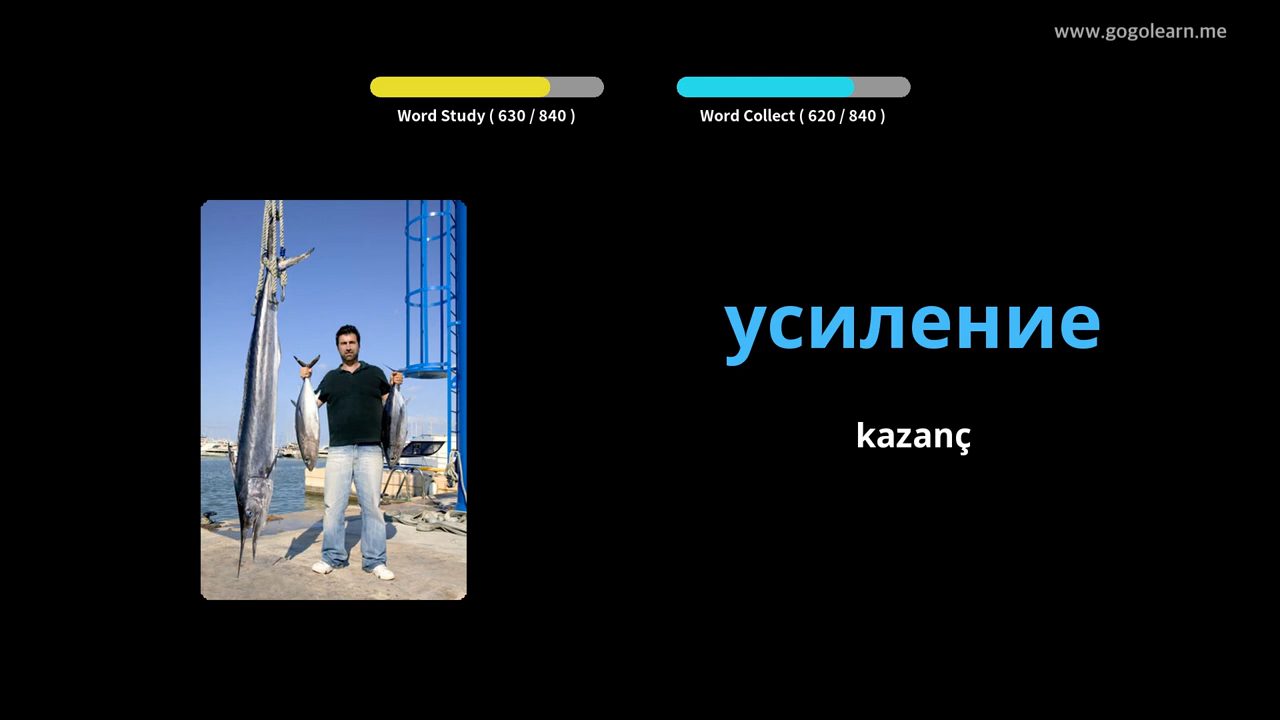 www.gogolearn.me
Word Study ( 630 / 840 )
Word Collect ( 620 / 840 )
усиление
kazanç